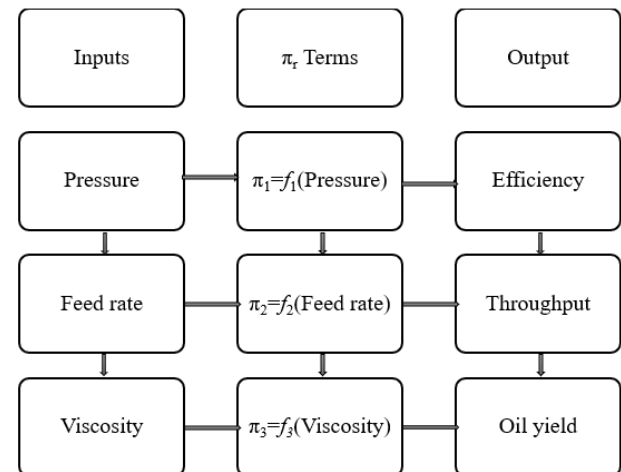 Inputs
πr Terms
Output
Pressure
π1=f1(Pressure)
Efficiency
Feed rate
π2=f2(Feed rate)
Throughput
Viscosity
π3=f3(Viscosity)
Oil yield